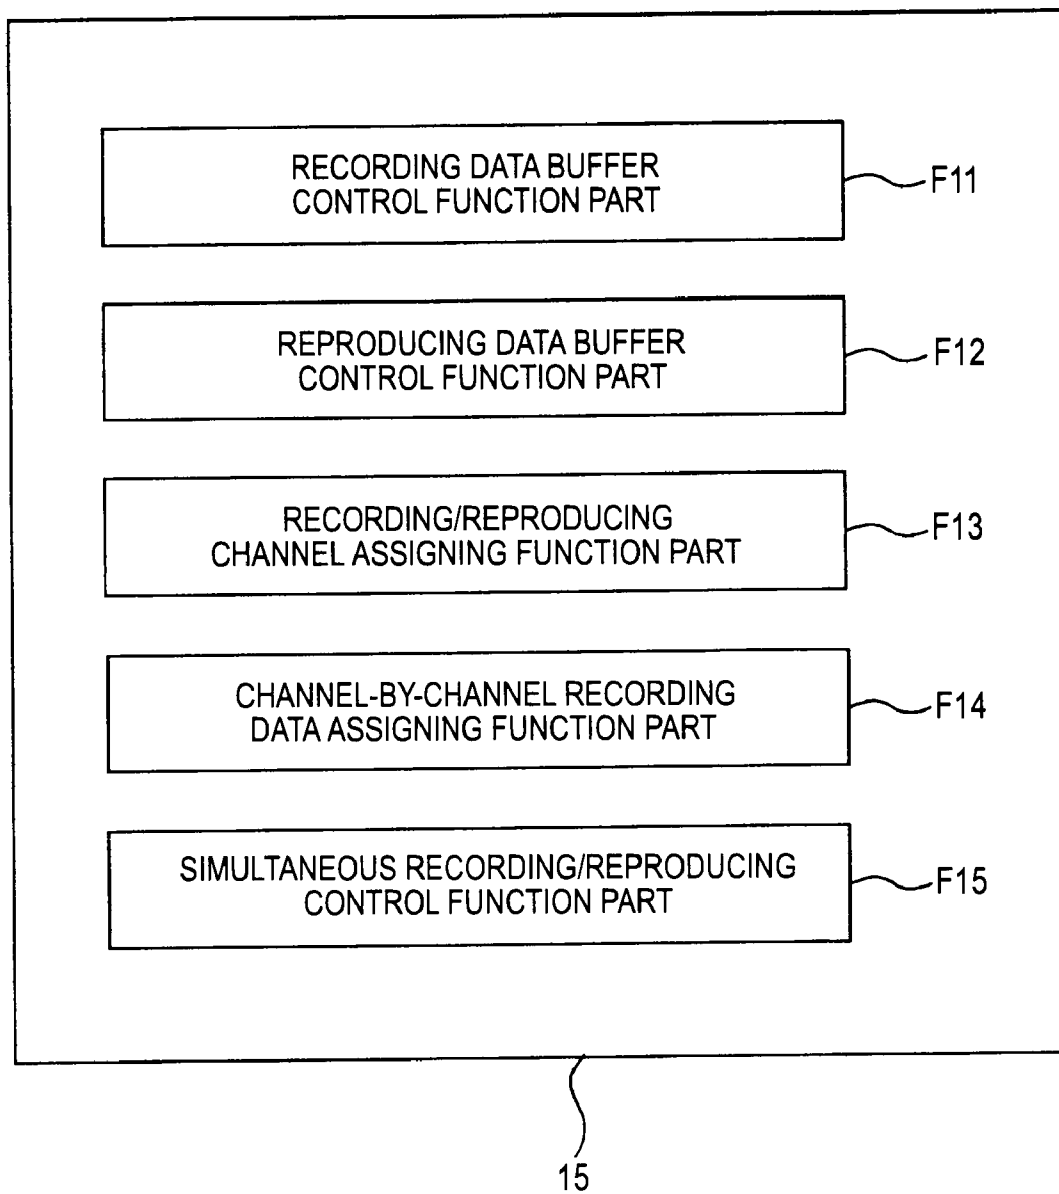 RECORDING DATA BUFFER
CONTROL FUNCTION PART
F11
REPRODUCING DATA BUFFER
CONTROL FUNCTION PART
F12
RECORDING/REPRODUCING
CHANNEL ASSIGNING FUNCTION PART
F13
CHANNEL-BY-CHANNEL RECORDING
DATA ASSIGNING FUNCTION PART
F14
SIMULTANEOUS RECORDING/REPRODUCING
CONTROL FUNCTION PART
F15
15